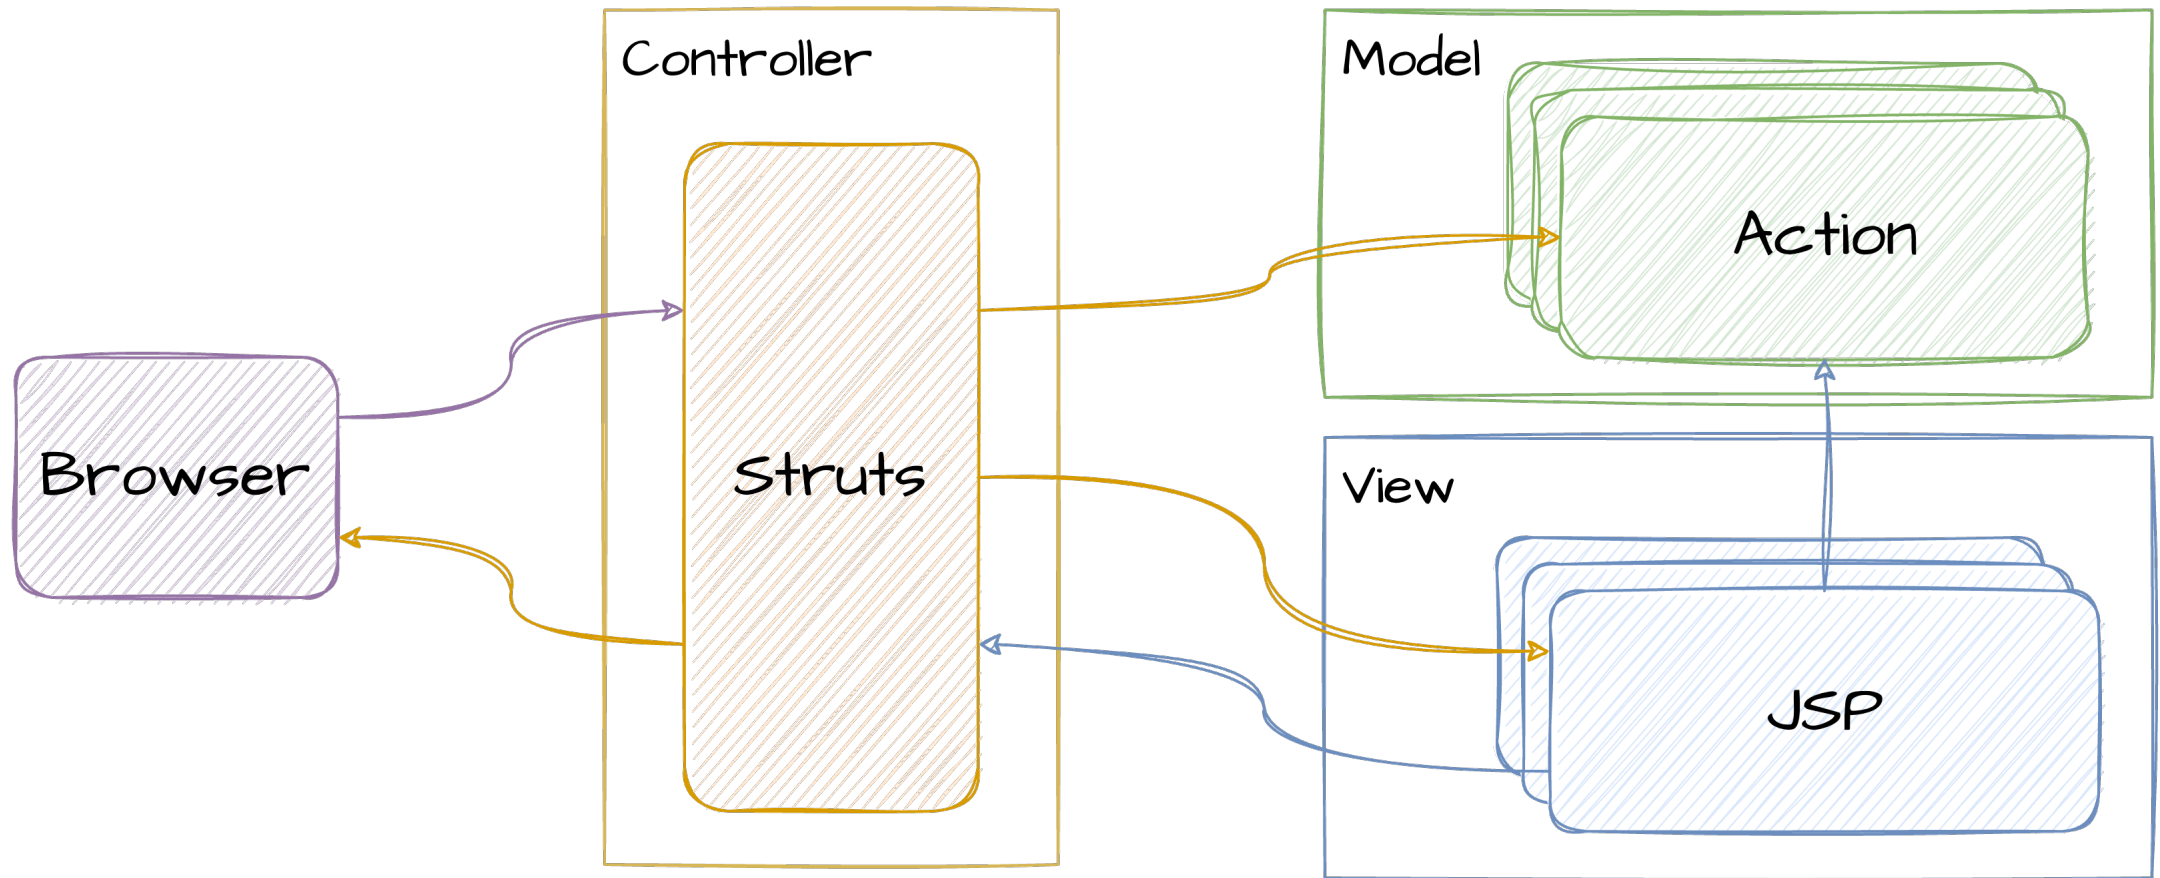 Controller
Model
Action
Browser
Struts
View
JSP